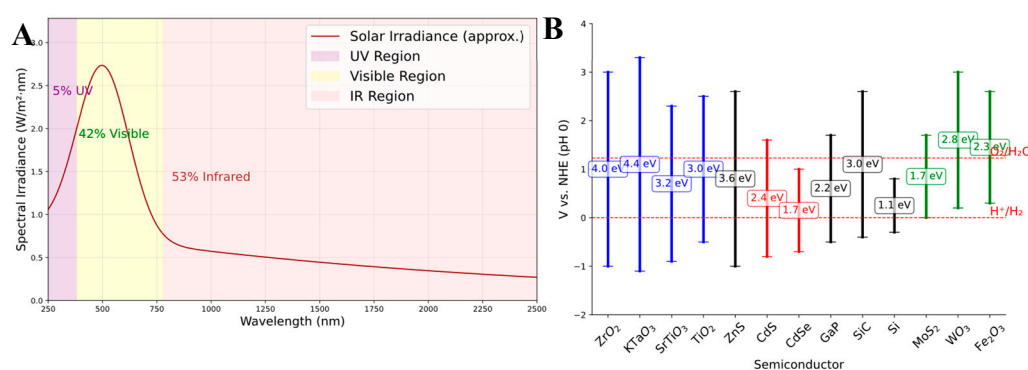 A
Solar Irradiance (approx.)
UV Region
Visible Region
IR Region
5% UV
42% Visible
53% Infrared
Spectral Irradiance (W/m²·nm)
3.0
2.5
2.0
1.5
1.0
0.5
0.0
250 500 750 1000 1250 1500 1750 2000 2250 2500
Wavelength (nm)
B
V vs. NHE (pH 0)
4
3
2
1
0
−1
−2
4.0 eV
4.4 eV
3.2 eV
3.0 eV
3.6 eV
2.4 eV
1.7 eV
2.2 eV
3.0 eV
1.1 eV
1.7 eV
2.8 eV
2.3 eV
O₂/H₂O
H⁺/H₂
ZrO₂ KTaO₃ SrTiO₃ TiO₂ ZnS CdS CdSe GaP SiC Si MoS₂ WO₃ Fe₂O₃
Semiconductor